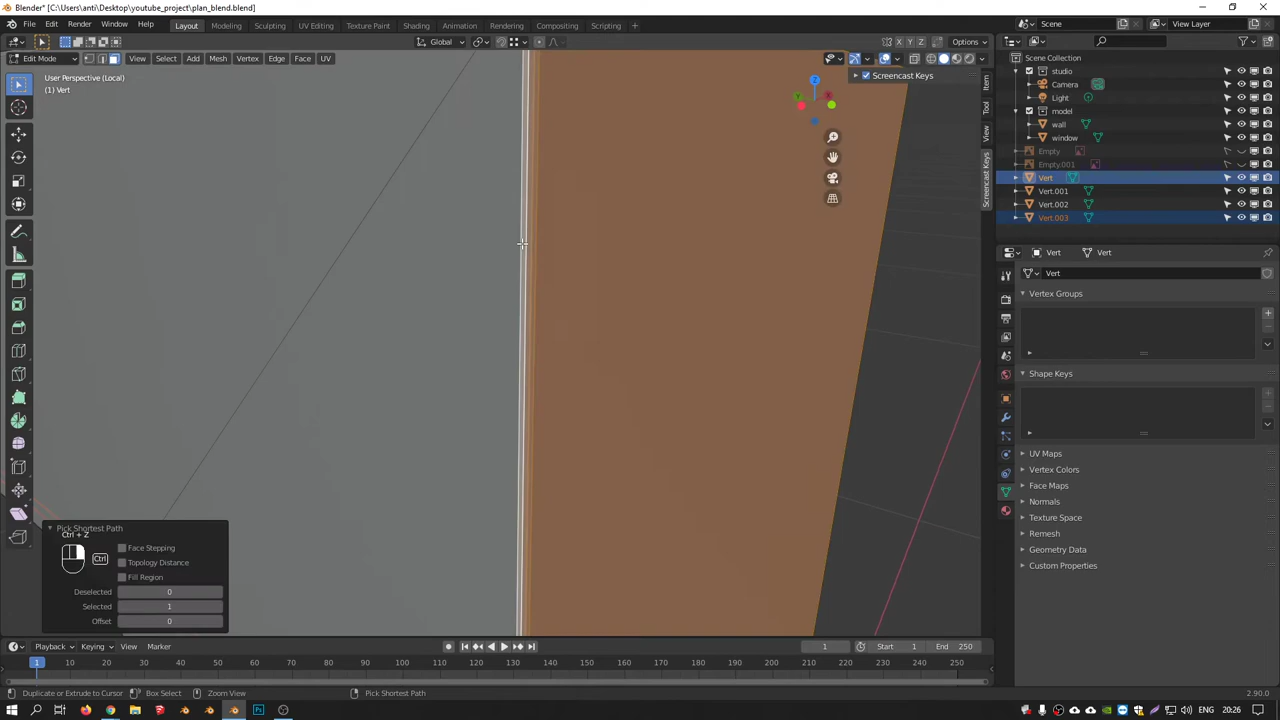 Blender* [C:\Users\anti\Desktop\youtube_project\plan_blend.blend]
File Edit Render Window Help Layout Modeling Sculpting UV Editing Texture Paint Shading Animation Rendering Compositing Scripting Scene View Layer
Global Options
Edit Mode View Select Add Mesh Vertex Edge Face UV
User Perspective (Local)
(1) Vert
Screencast Keys
Z
Y
X
Item
Tool
View
Screencast Keys
Scene Collection
studio
Camera
Light
model
wall
window
Empty
Empty.001
Vert
Vert.001
Vert.002
Vert.003
Vert Vert
Vert
Vertex Groups
Shape Keys
UV Maps
Vertex Colors
Face Maps
Normals
Texture Space
Remesh
Geometry Data
Custom Properties
Pick Shortest Path
Ctrl + Z
Ctrl
Face Stepping
Topology Distance
Fill Region
Deselected 0
Selected 1
Offset 0
Playback Keying View Marker 1 Start 1 End 250
1 10 20 30 40 50 60 70 80 90 100 110 120 130 140 150 160 170 180 190 200 210 220 230 240 250
Duplicate or Extrude to Cursor Box Select Zoom View Pick Shortest Path 2.90.0
ENG 20:26